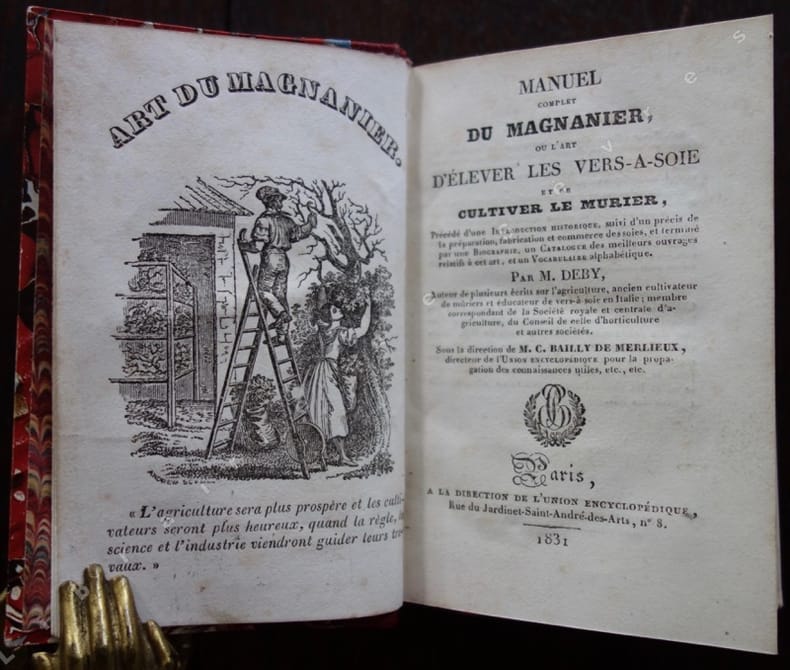 ART DU MAGNANIER.
« L'agriculture sera plus prospère et les culti-
vateurs seront plus heureux, quand la règle, la
science et l'industrie viendront guider leurs tra-
vaux. »
MANUEL
COMPLET
DU MAGNANIER,
OU L'ART
D'ÉLEVER LES VERS-A-SOIE
ET DE
CULTIVER LE MURIER,
Précédé d'une INTRODUCTION HISTORIQUE, suivi d'un précis de
la préparation, fabrication et commerce des soies, et terminé
par une BIOGRAPHIE, un CATALOGUE des meilleurs ouvrages
relatifs à cet art, et un VOCABULAIRE alphabétique.
PAR M. DEBY,
Auteur de plusieurs écrits sur l'agriculture, ancien cultivateur
de mûriers et éducateur de vers-à-soie en Italie; membre
correspondant de la Société royale et centrale d'a-
griculture, du Conseil de celle d'horticulture
et autres sociétés.
Sous la direction de M. C. BAILLY DE MERLIEUX,
directeur de l'UNION ENCYCLOPÉDIQUE pour la propa-
gation des connaissances utiles, etc., etc.
Paris,
A LA DIRECTION DE L'UNION ENCYCLOPÉDIQUE,
Rue du Jardinet-Saint-André-des-Arts, n° 8.
1831